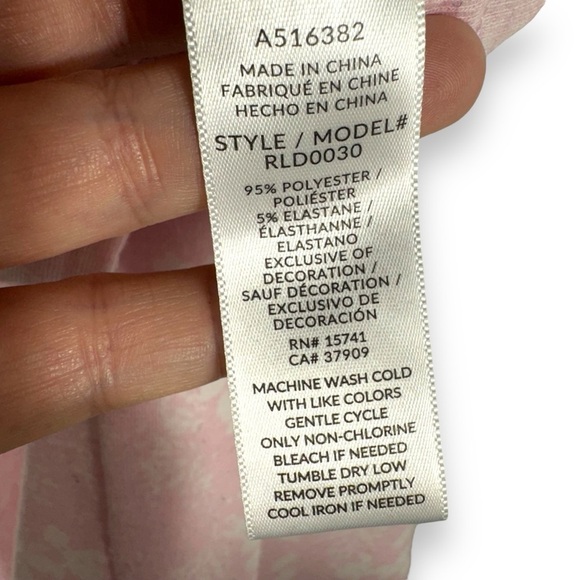 A516382
MADE IN CHINA
FABRIQUÉ EN CHINE
HECHO EN CHINA
STYLE / MODEL#
RLD0030
95% POLYESTER /
POLIÉSTER
5% ELASTANE /
ÉLASTHANNE /
ELASTANO
EXCLUSIVE OF
DECORATION /
SAUF DÉCORATION /
EXCLUSIVO DE
DECORACIÓN
RN# 15741
CA# 37909
MACHINE WASH COLD
WITH LIKE COLORS
GENTLE CYCLE
ONLY NON-CHLORINE
BLEACH IF NEEDED
TUMBLE DRY LOW
REMOVE PROMPTLY
COOL IRON IF NEEDED